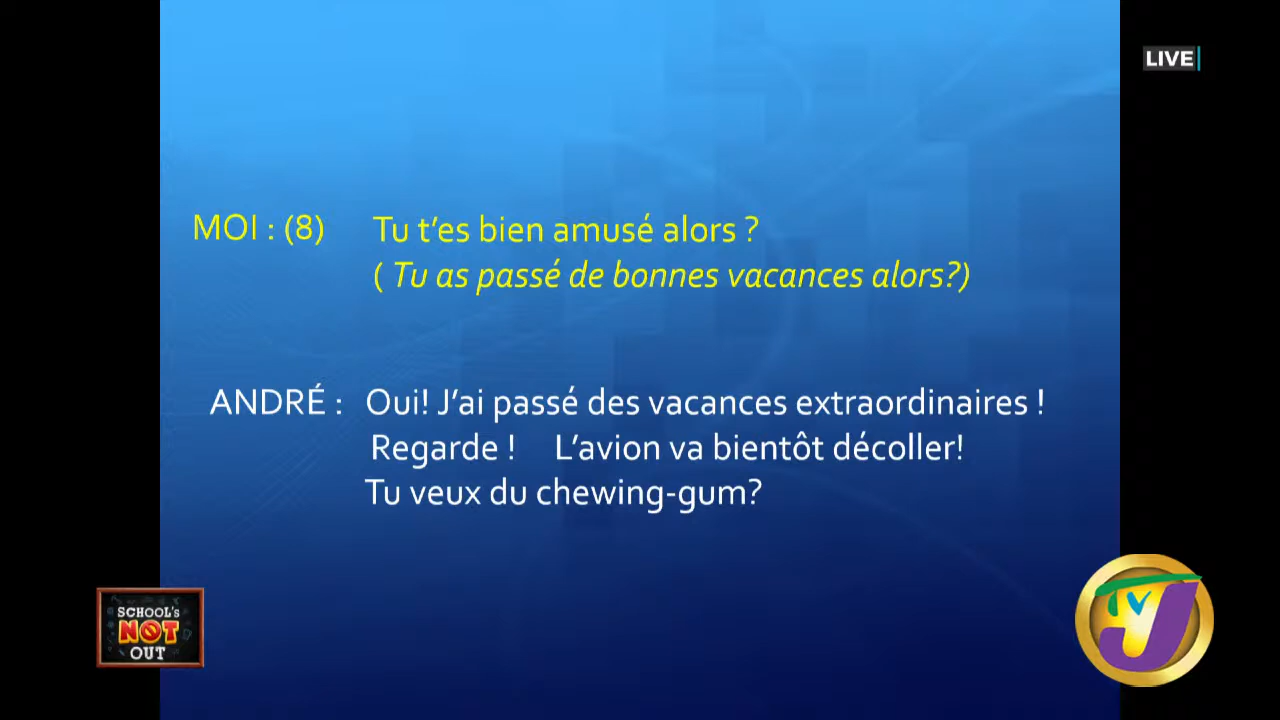 LIVE
MOI : (8) Tu t’es bien amusé alors ?
( Tu as passé de bonnes vacances alors?)
ANDRÉ : Oui! J’ai passé des vacances extraordinaires !
Regarde ! L’avion va bientôt décoller!
Tu veux du chewing-gum?
SCHOOL's
NOT
OUT
TVJ